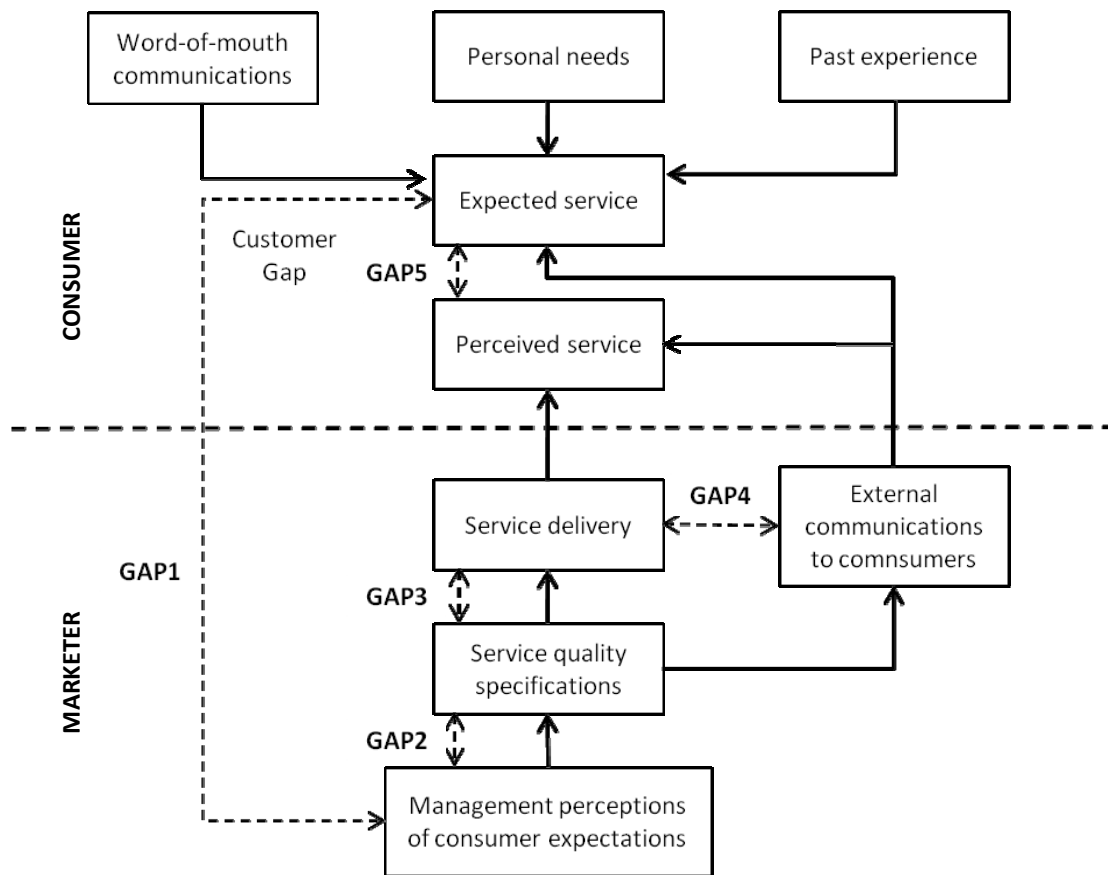 Word-of-mouth
communications
Personal needs
Past experience
Expected service
Customer
Gap
GAP5
CONSUMER
Perceived service
Service delivery
GAP4
External
communications
to comnsumers
GAP1
GAP3
MARKETER
Service quality
specifications
GAP2
Management perceptions
of consumer expectations